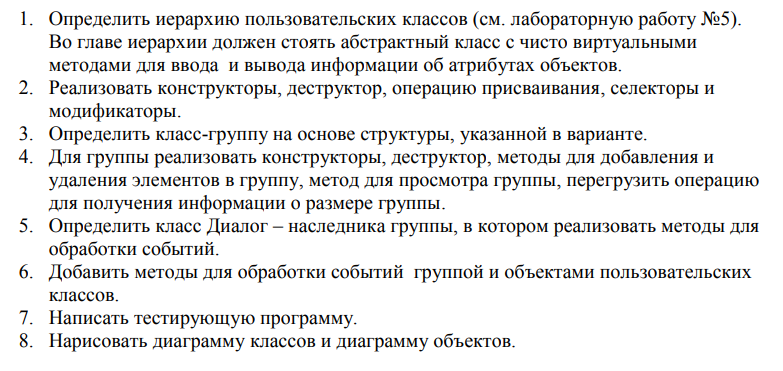 1. Определить иерархию пользовательских классов (см. лабораторную работу №5).
Во главе иерархии должен стоять абстрактный класс с чисто виртуальными
методами для ввода и вывода информации об атрибутах объектов.
2. Реализовать конструкторы, деструктор, операцию присваивания, селекторы и
модификаторы.
3. Определить класс-группу на основе структуры, указанной в варианте.
4. Для группы реализовать конструкторы, деструктор, методы для добавления и
удаления элементов в группу, метод для просмотра группы, перегрузить операцию
для получения информации о размере группы.
5. Определить класс Диалог – наследника группы, в котором реализовать методы для
обработки событий.
6. Добавить методы для обработки событий группой и объектами пользовательских
классов.
7. Написать тестирующую программу.
8. Нарисовать диаграмму классов и диаграмму объектов.